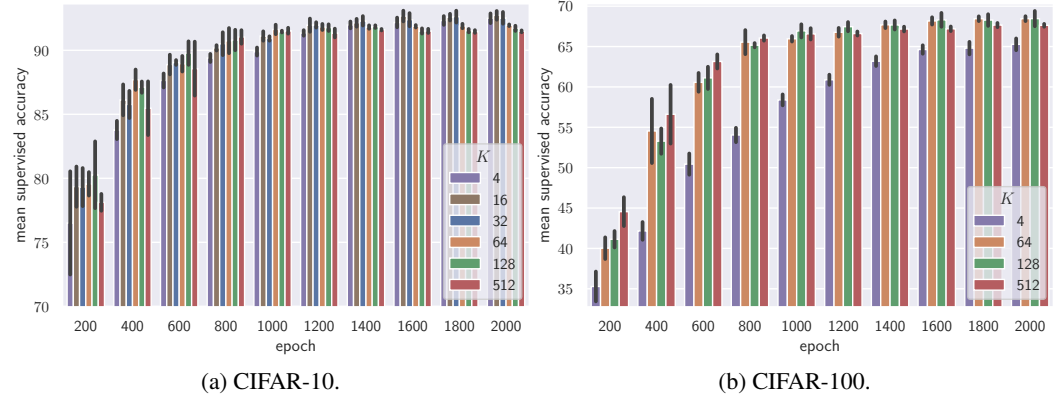 mean supervised accuracy
90
85
80
75
70
K
4
16
32
64
128
512
200 400 600 800 1000 1200 1400 1600 1800 2000
epoch
(a) CIFAR-10.
mean supervised accuracy
70
65
60
55
50
45
40
35
K
4
64
128
512
200 400 600 800 1000 1200 1400 1600 1800 2000
epoch
(b) CIFAR-100.